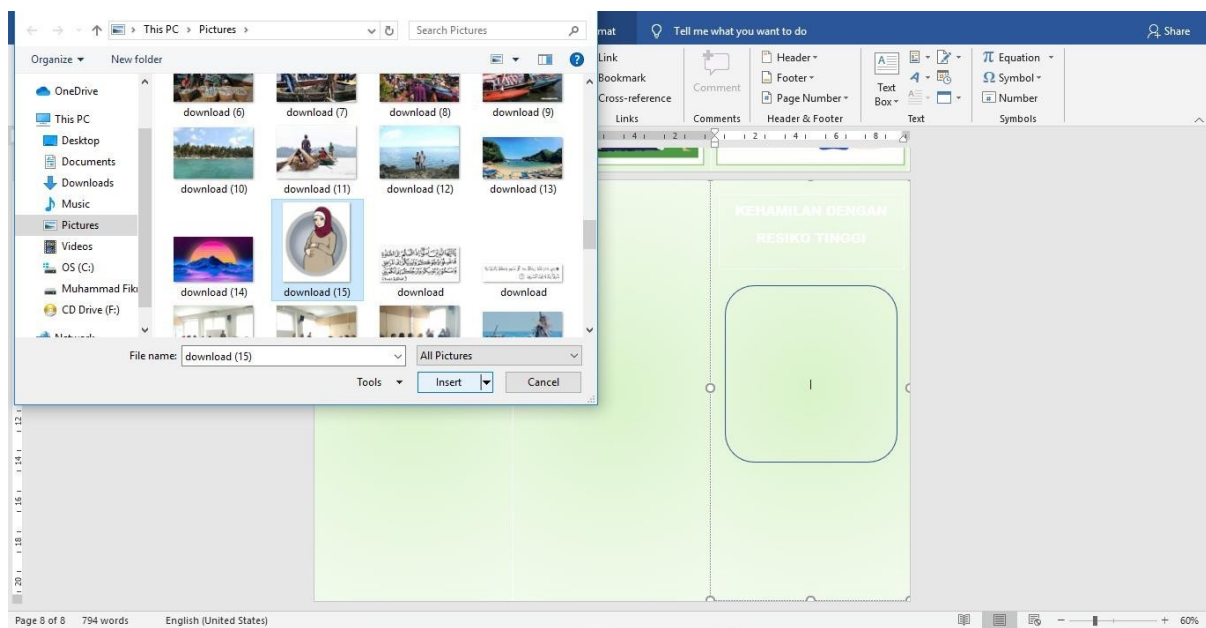 This PC > Pictures >
Search Pictures
Organize
New folder
OneDrive
This PC
Desktop
Documents
Downloads
Music
Pictures
Videos
OS (C:)
CD Drive (F:)
download (6)
download (7)
download (8)
download (9)
download (10)
download (11)
download (12)
download (13)
download (14)
download (15)
download
download
File name: download (15)
All Pictures
Tools
Insert
Cancel
mat
Tell me what you want to do
Share
Link
Bookmark
Cross-reference
Links
Comment
Comments
Header
Footer
Page Number
Header & Footer
Text
Box
Text
Equation
Symbol
Number
Symbols
KEHAMILAN DENGAN
RESIKO TINGGI
Page 8 of 8 794 words English (United States)
60%